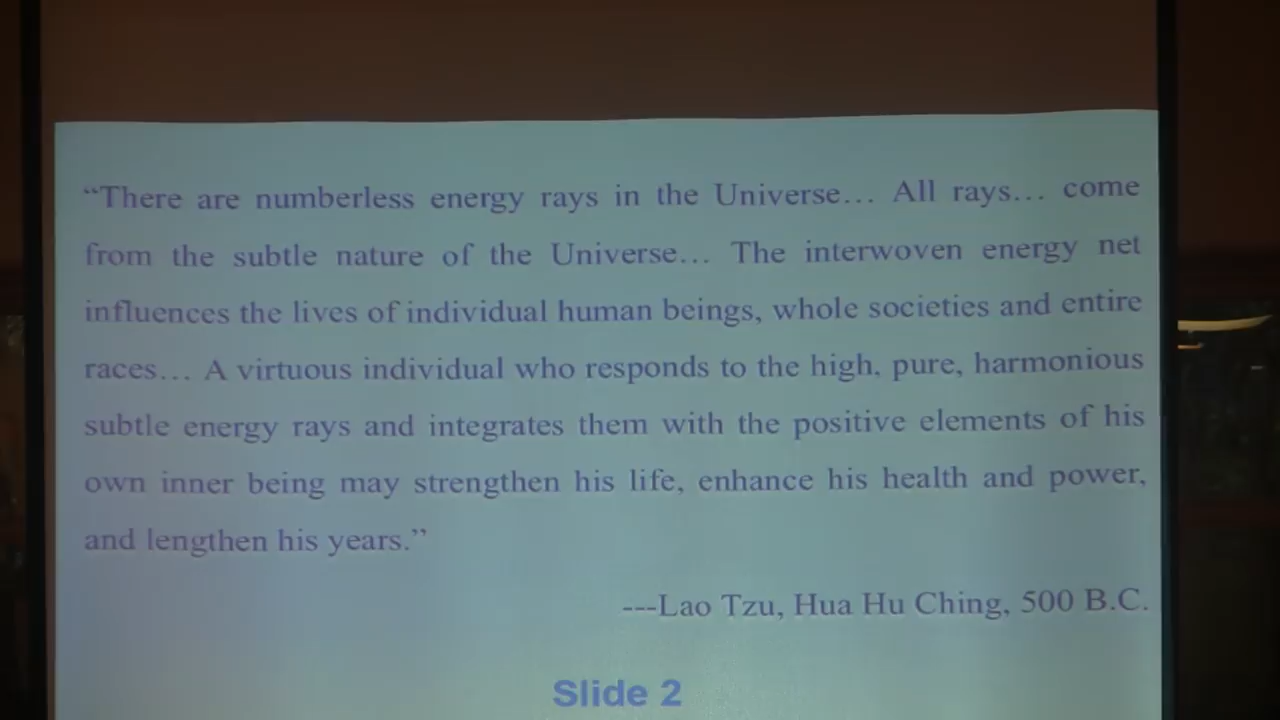 “There are numberless energy rays in the Universe… All rays… come
from the subtle nature of the Universe… The interwoven energy net
influences the lives of individual human beings, whole societies and entire
races… A virtuous individual who responds to the high, pure, harmonious
subtle energy rays and integrates them with the positive elements of his
own inner being may strengthen his life, enhance his health and power,
and lengthen his years.”
---Lao Tzu, Hua Hu Ching, 500 B.C.
Slide 2